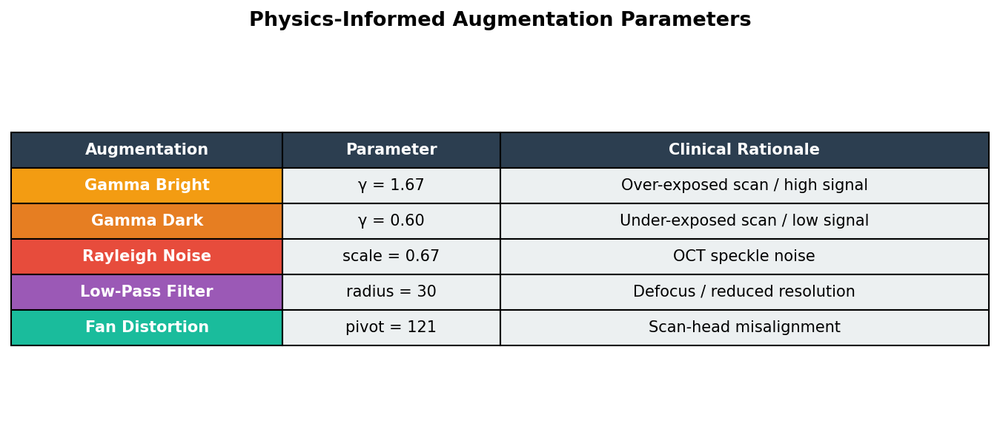 Physics-Informed Augmentation Parameters
Augmentation Parameter Clinical Rationale
Gamma Bright γ = 1.67 Over-exposed scan / high signal
Gamma Dark γ = 0.60 Under-exposed scan / low signal
Rayleigh Noise scale = 0.67 OCT speckle noise
Low-Pass Filter radius = 30 Defocus / reduced resolution
Fan Distortion pivot = 121 Scan-head misalignment